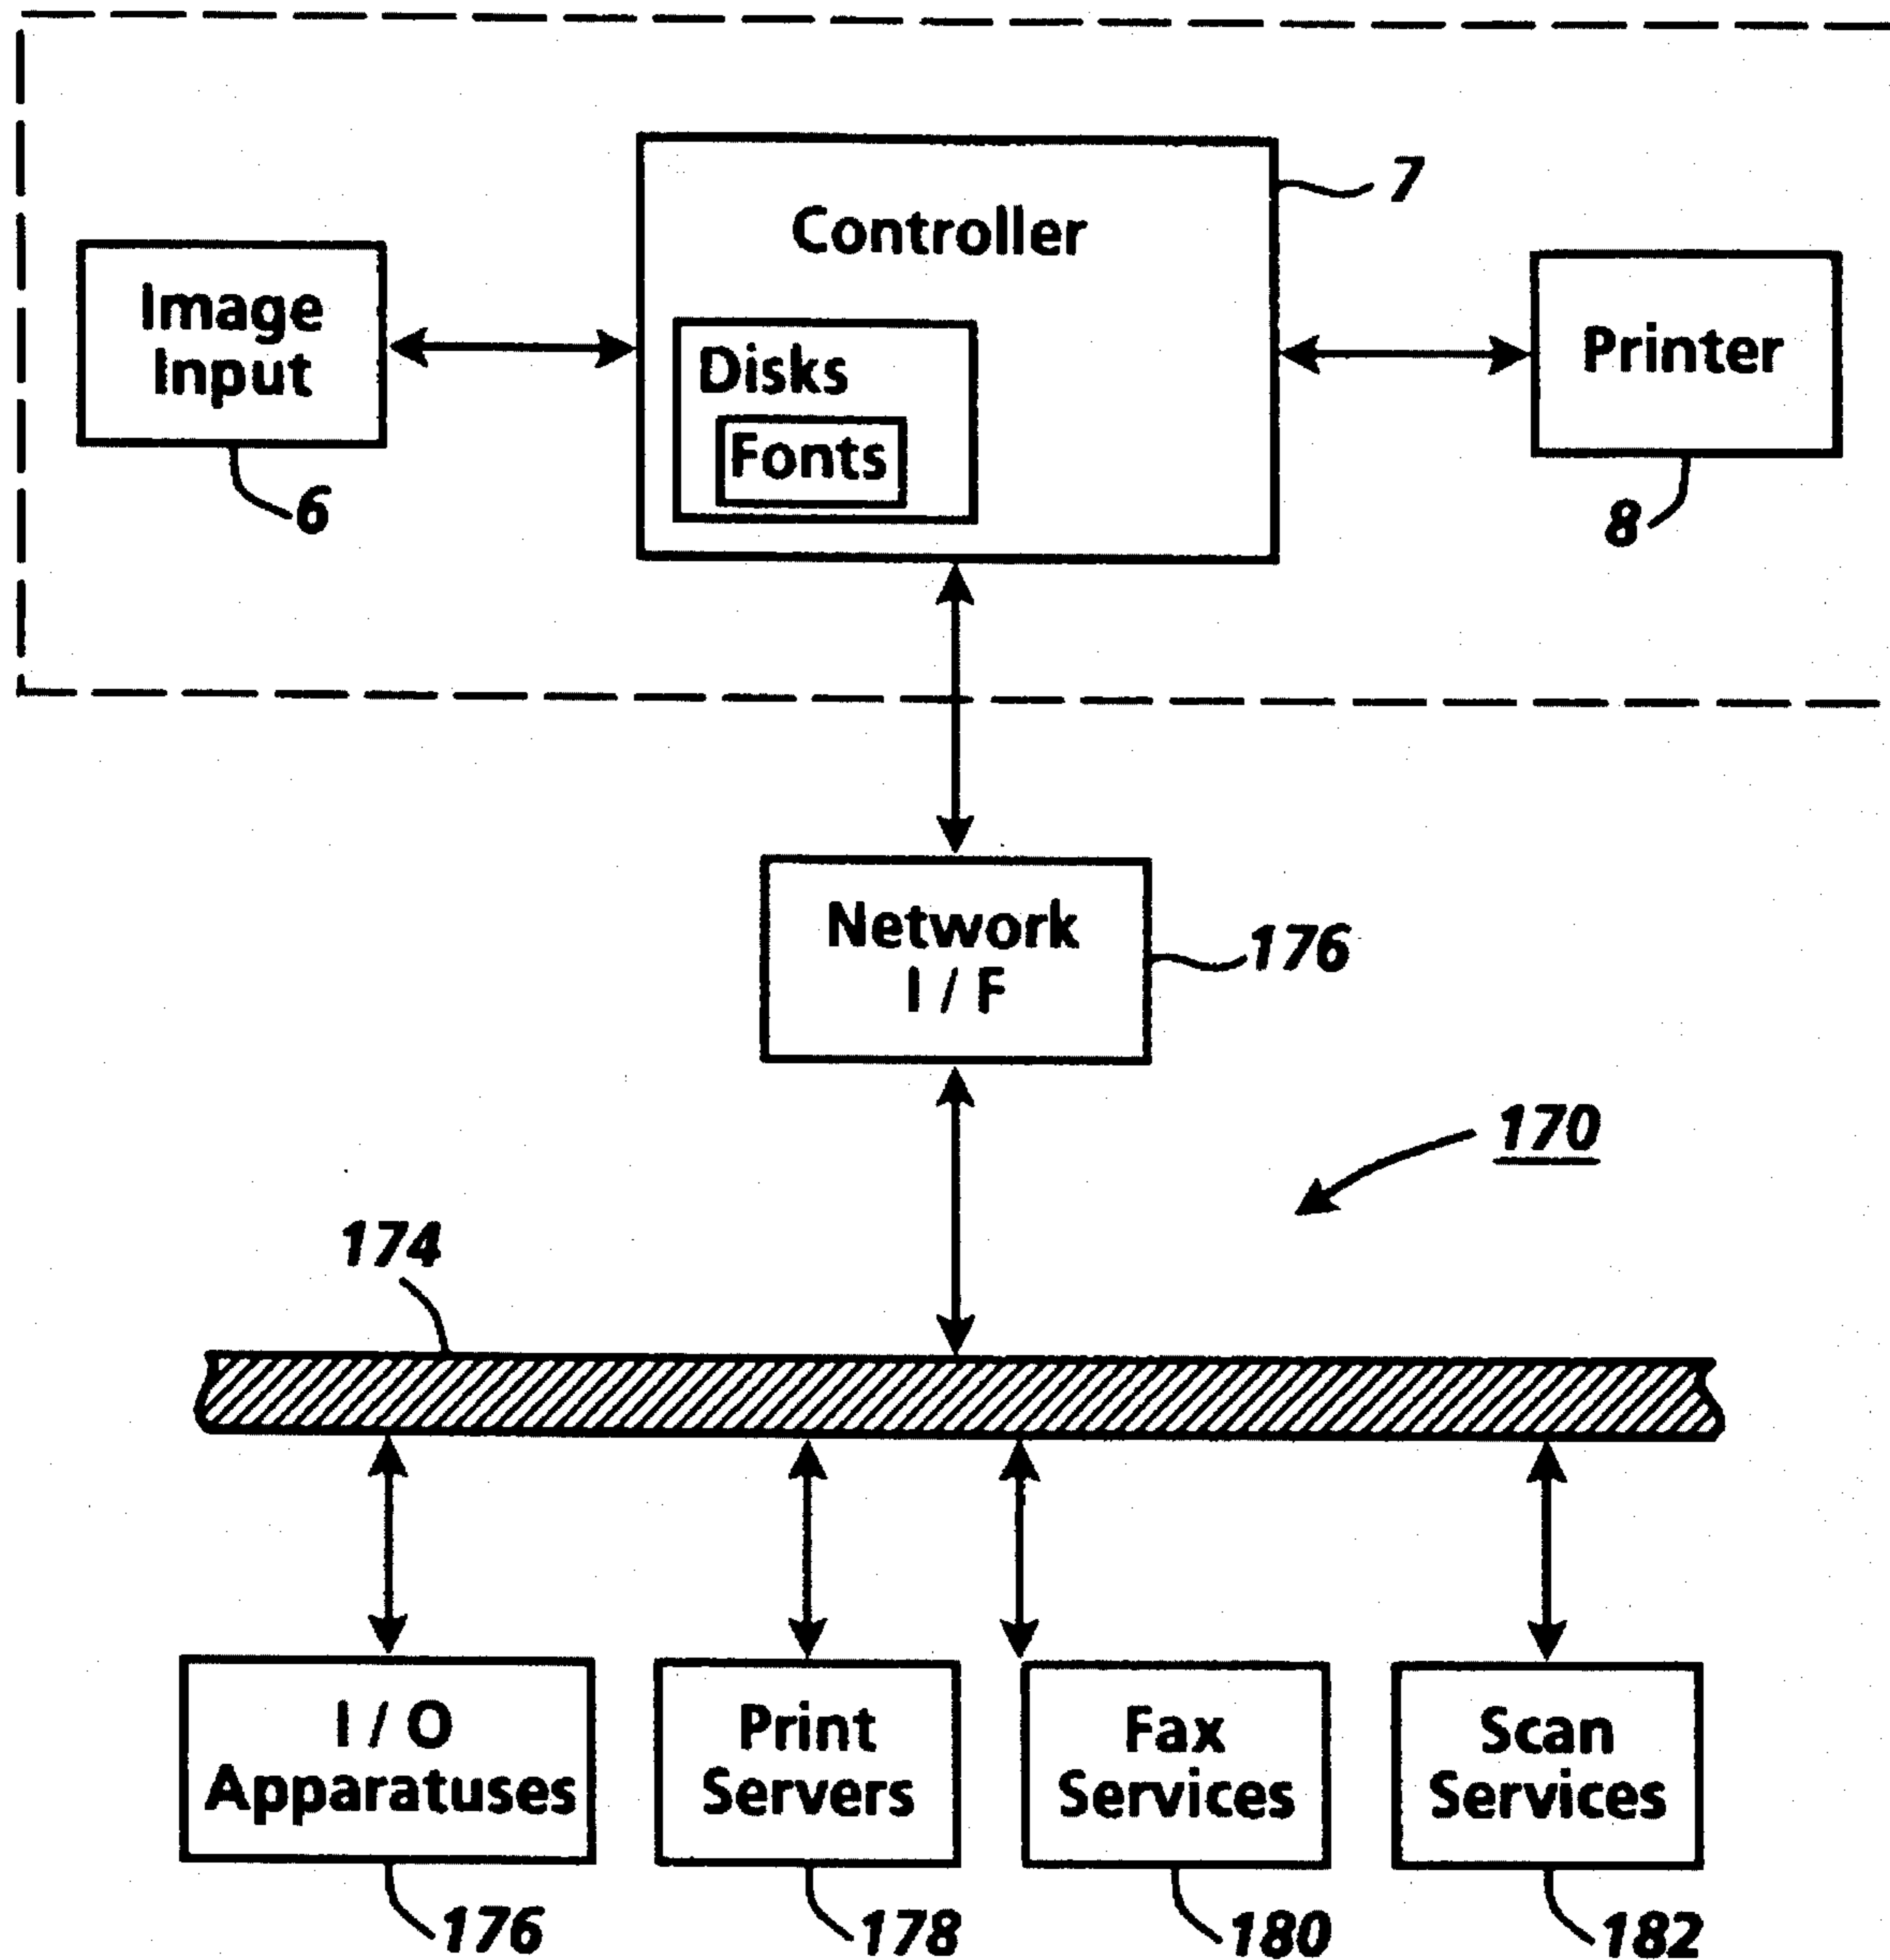 Controller
7
Image
Input
Disks
Fonts
Printer
6
8
Network
I / F
176
170
174
I / O
Apparatuses
Print
Servers
Fax
Services
Scan
Services
176
178
180
182